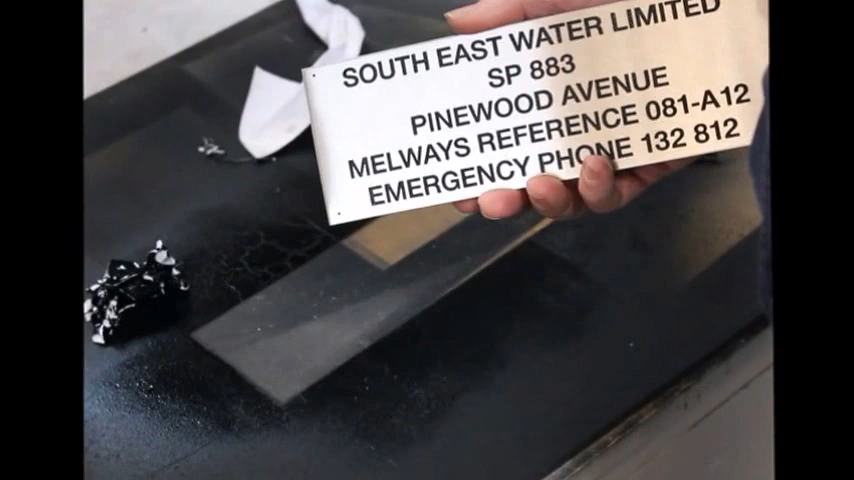 SOUTH EAST WATER LIMITED
SP 883
PINEWOOD AVENUE
MELWAYS REFERENCE 081-A12
EMERGENCY PHONE 132 812